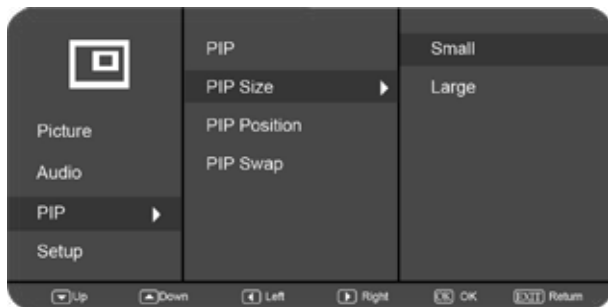 Picture
Audio
PIP
Setup
PIP
PIP Size
PIP Position
PIP Swap
Small
Large
Up Down Left Right OK OK EXIT Return